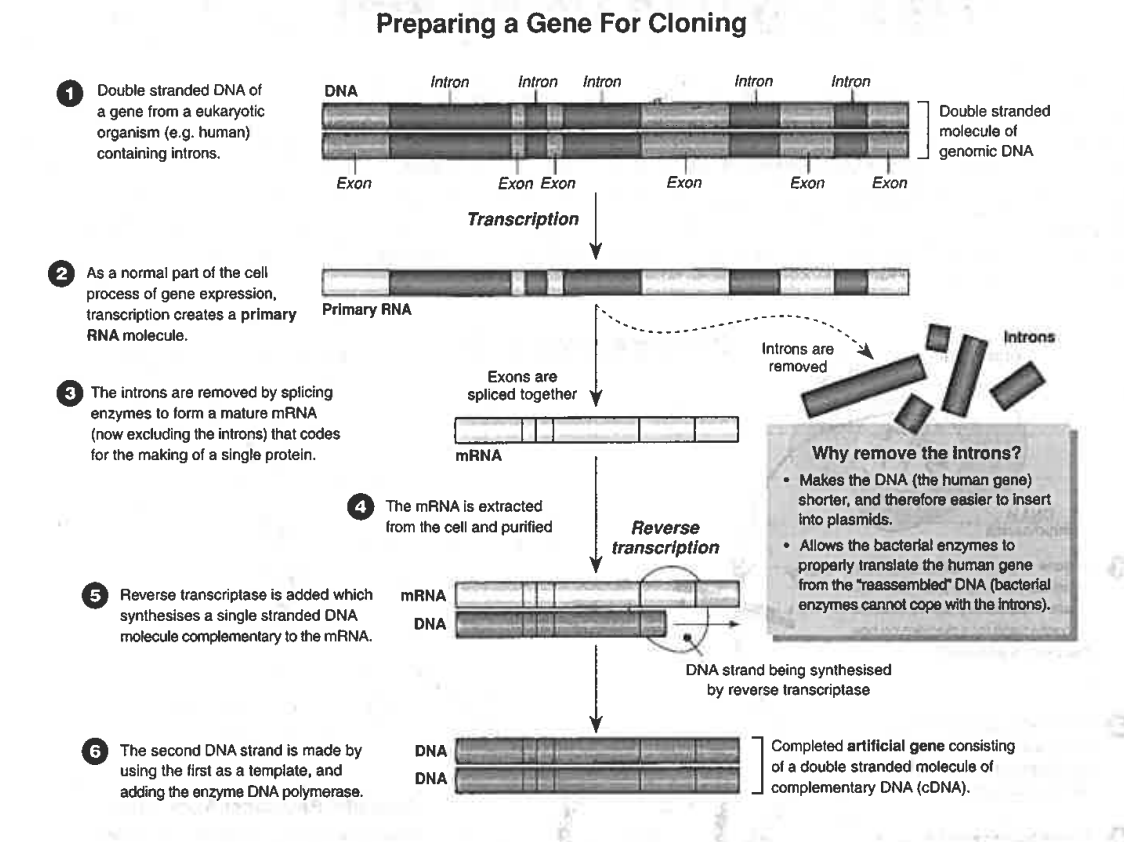 Preparing a Gene For Cloning
1 Double stranded DNA of
a gene from a eukaryotic
organism (e.g. human)
containing introns.
DNA
Intron Intron Intron Intron Intron
Exon Exon Exon Exon Exon Exon
Double stranded
molecule of
genomic DNA
Transcription
2 As a normal part of the cell
process of gene expression,
transcription creates a primary
RNA molecule.
Primary RNA
Introns are
removed
Introns
3 The introns are removed by splicing
enzymes to form a mature mRNA
(now excluding the introns) that codes
for the making of a single protein.
Exons are
spliced together
mRNA
Why remove the introns?
• Makes the DNA (the human gene)
shorter, and therefore easier to insert
into plasmids.
• Allows the bacterial enzymes to
properly translate the human gene
from the "reassembled" DNA (bacterial
enzymes cannot cope with the introns).
4 The mRNA is extracted
from the cell and purified
Reverse
transcription
5 Reverse transcriptase is added which
synthesises a single stranded DNA
molecule complementary to the mRNA.
mRNA
DNA
DNA strand being synthesised
by reverse transcriptase
6 The second DNA strand is made by
using the first as a template, and
adding the enzyme DNA polymerase.
DNA
DNA
Completed artificial gene consisting
of a double stranded molecule of
complementary DNA (cDNA).